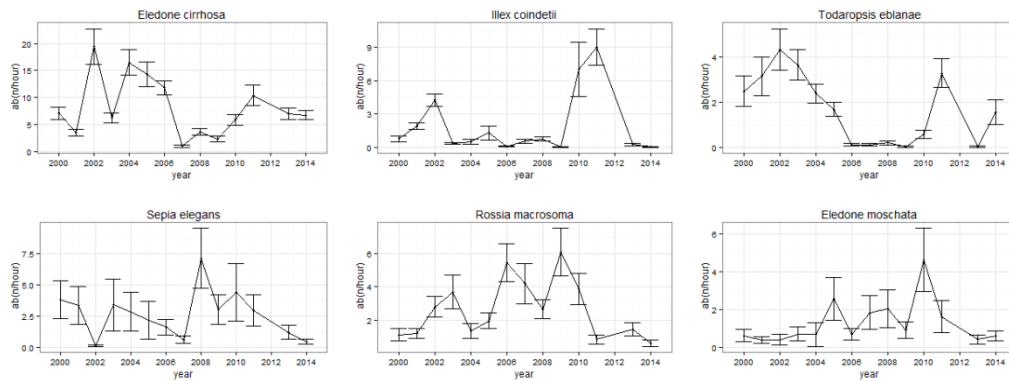 Eledone cirrhosa
ab(n/hour)
20
15
10
5
0
2000 2002 2004 2006 2008 2010 2012 2014
year
Illex coindetii
ab(n/hour)
9
6
3
0
2000 2002 2004 2006 2008 2010 2012 2014
year
Todaropsis eblanae
ab(n/hour)
4
2
0
2000 2002 2004 2006 2008 2010 2012 2014
year
Sepia elegans
ab(n/hour)
7.5
5.0
2.5
0.0
2000 2002 2004 2006 2008 2010 2012 2014
year
Rossia macrosoma
ab(n/hour)
6
4
2
2000 2002 2004 2006 2008 2010 2012 2014
year
Eledone moschata
ab(n/hour)
6
4
2
0
2000 2002 2004 2006 2008 2010 2012 2014
year